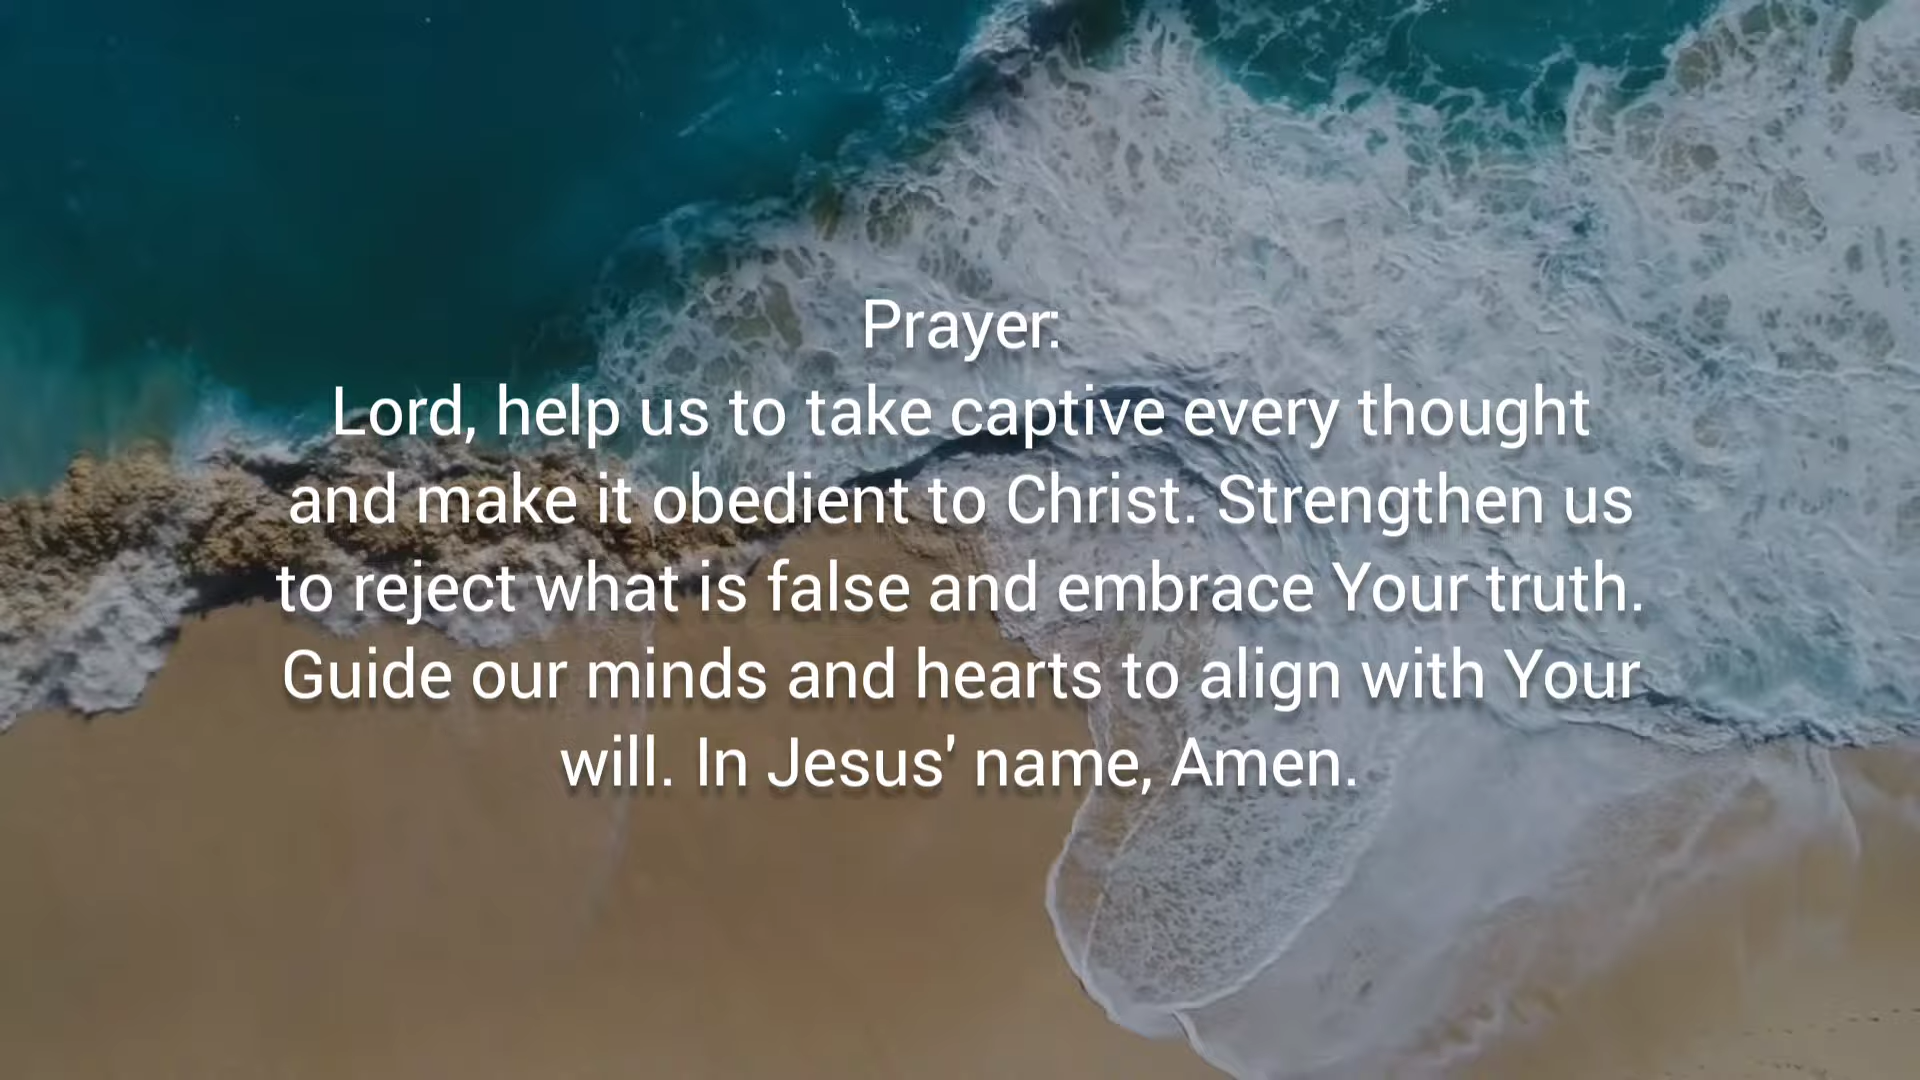 Prayer:
Lord, help us to take captive every thought
and make it obedient to Christ. Strengthen us
to reject what is false and embrace Your truth.
Guide our minds and hearts to align with Your
will. In Jesus' name, Amen.